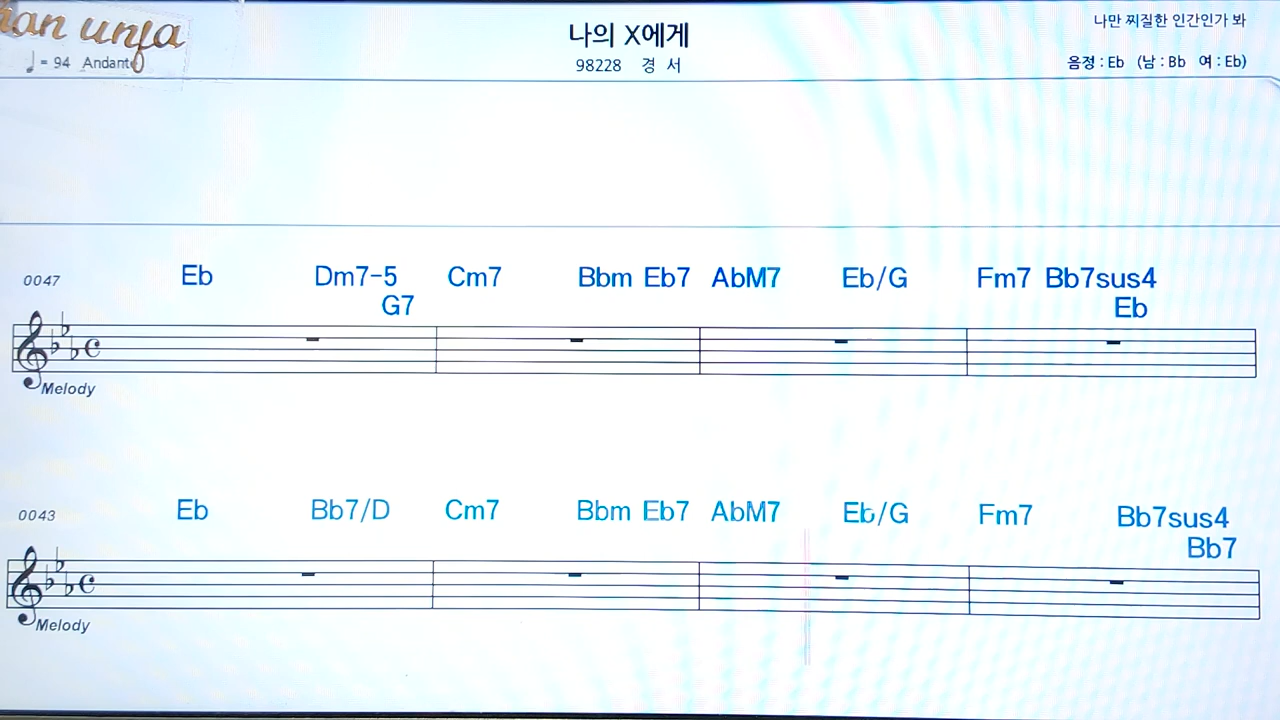 나의 X에게
나만 찌질한 인간인가 봐
♩ = 94 Andante
98228 경 서
음정 : Eb (남 : Bb 여 : Eb)
0047 Eb Dm7-5 Cm7 Bbm Eb7 AbM7 Eb/G Fm7 Bb7sus4
G7 Eb
Melody
0043 Eb Bb7/D Cm7 Bbm Eb7 AbM7 Eb/G Fm7 Bb7sus4
Bb7
Melody